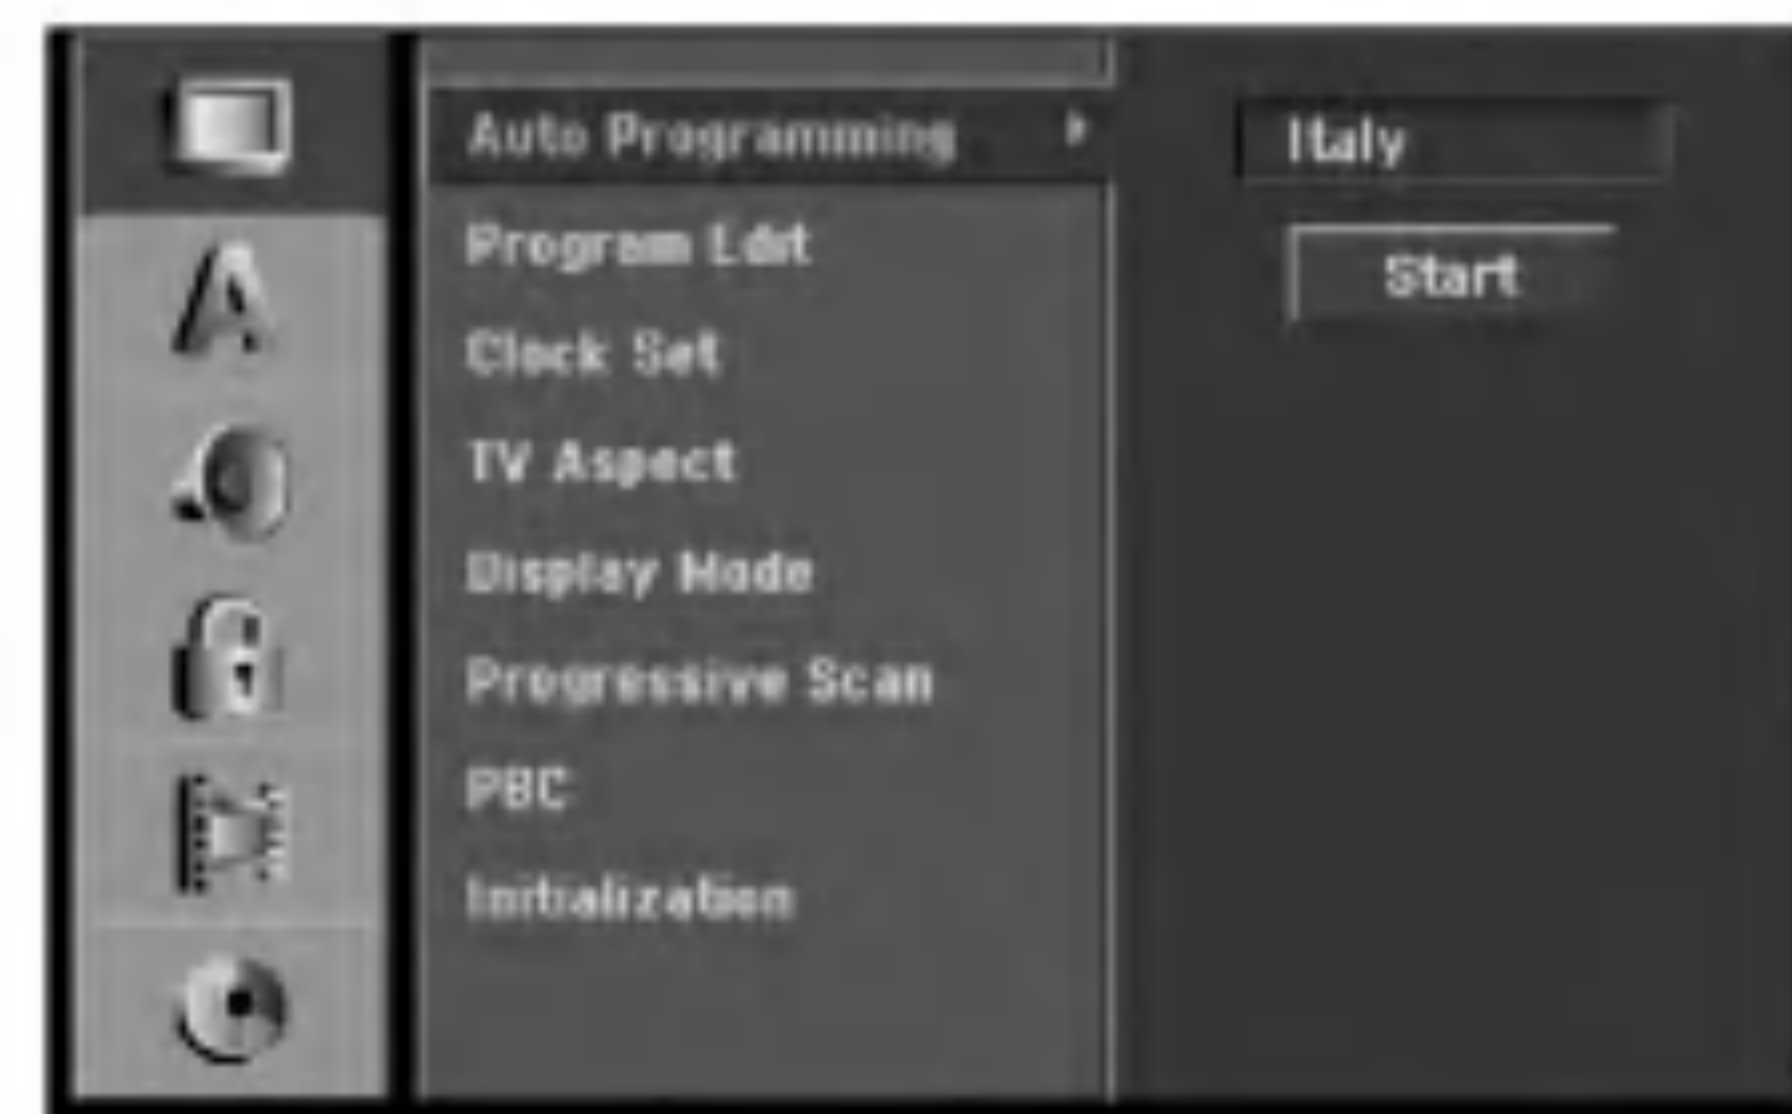 Auto Programming
Italy
Start
Program Edit
Clock Set
TV Aspect
Display Mode
Progressive Scan
PBC
Initialization
A